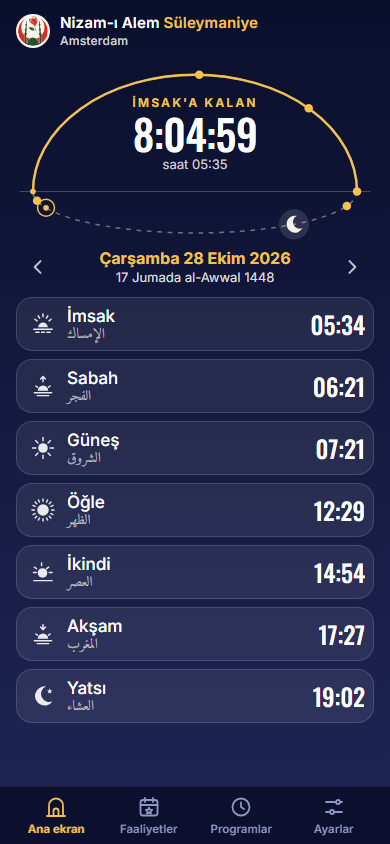 Nizam-ı Alem Süleymaniye
Amsterdam
İMSAK'A KALAN
8:04:59
saat 05:35
Çarşamba 28 Ekim 2026
17 Jumada al-Awwal 1448
İmsak
الإمساك
05:34
Sabah
الفجر
06:21
Güneş
الشروق
07:21
Öğle
الظهر
12:29
İkindi
العصر
14:54
Akşam
المغرب
17:27
Yatsı
العشاء
19:02
Ana ekran
Faaliyetler
Programlar
Ayarlar